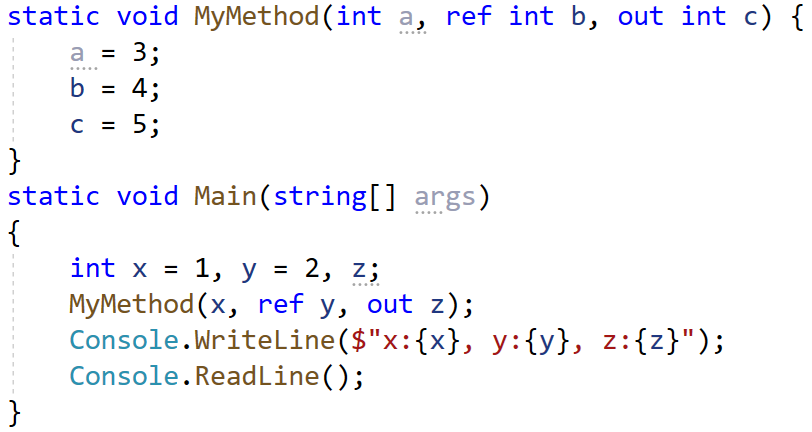 static void MyMethod(int a, ref int b, out int c) {
    a = 3;
    b = 4;
    c = 5;
}
static void Main(string[] args)
{
    int x = 1, y = 2, z;
    MyMethod(x, ref y, out z);
    Console.WriteLine($"x:{x}, y:{y}, z:{z}");
    Console.ReadLine();
}